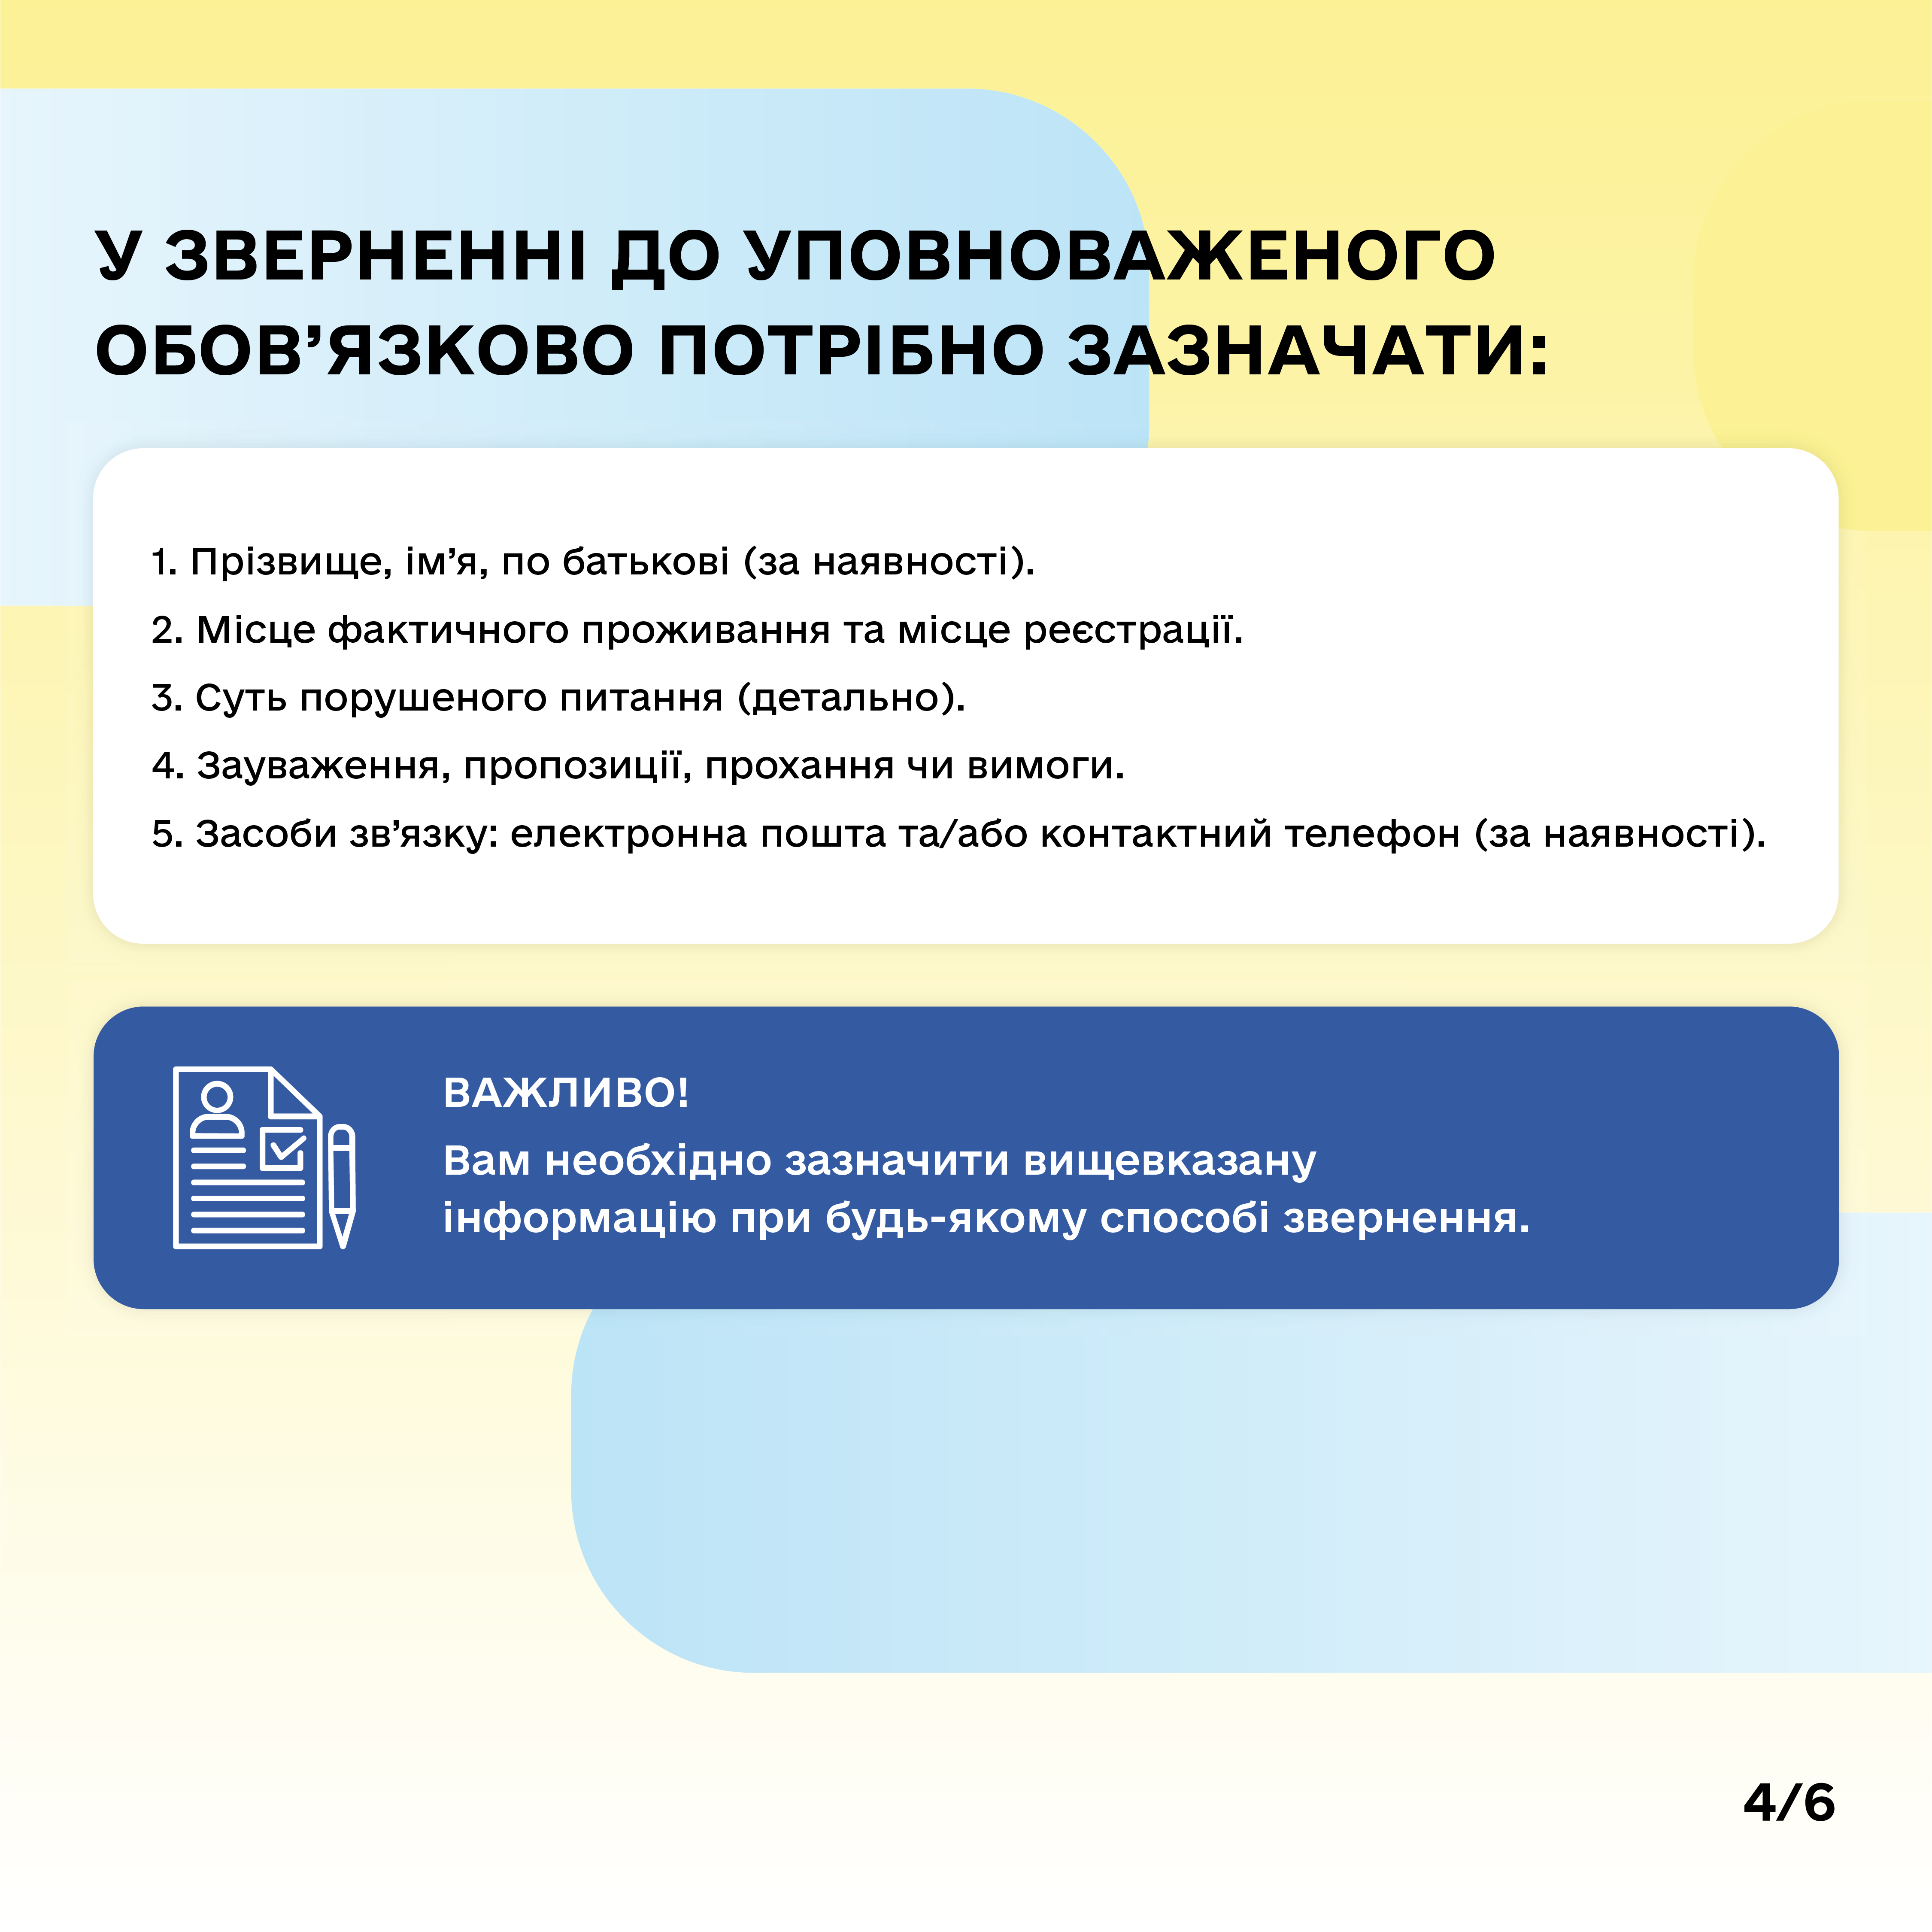 У ЗВЕРНЕННІ ДО УПОВНОВАЖЕНОГО
ОБОВ’ЯЗКОВО ПОТРІБНО ЗАЗНАЧАТИ:
1. Прізвище, ім’я, по батькові (за наявності).
2. Місце фактичного проживання та місце реєстрації.
3. Суть порушеного питання (детально).
4. Зауваження, пропозиції, прохання чи вимоги.
5. Засоби зв’язку: електронна пошта та/або контактний телефон (за наявності).
ВАЖЛИВО!
Вам необхідно зазначити вищевказану
інформацію при будь-якому способі звернення.
4/6